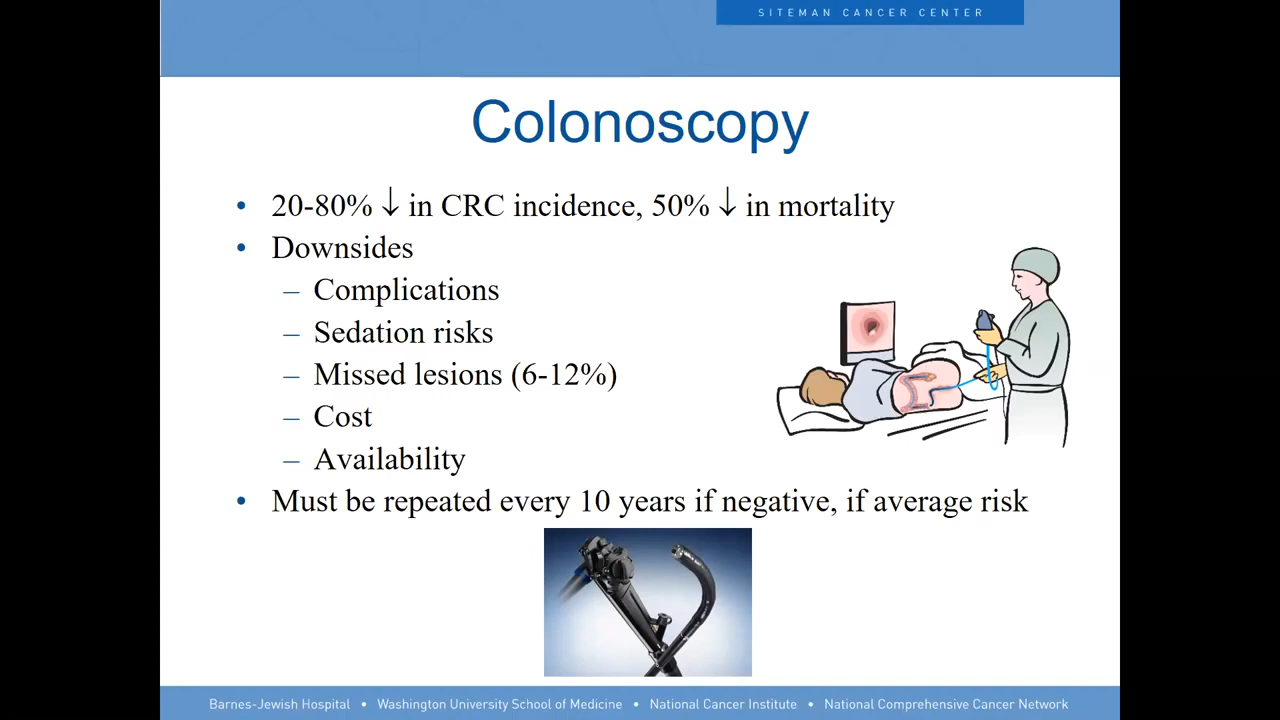 SITEMAN CANCER CENTER
Colonoscopy
• 20-80% ↓ in CRC incidence, 50% ↓ in mortality
• Downsides
– Complications
– Sedation risks
– Missed lesions (6-12%)
– Cost
– Availability
• Must be repeated every 10 years if negative, if average risk
Barnes-Jewish Hospital • Washington University School of Medicine • National Cancer Institute • National Comprehensive Cancer Network